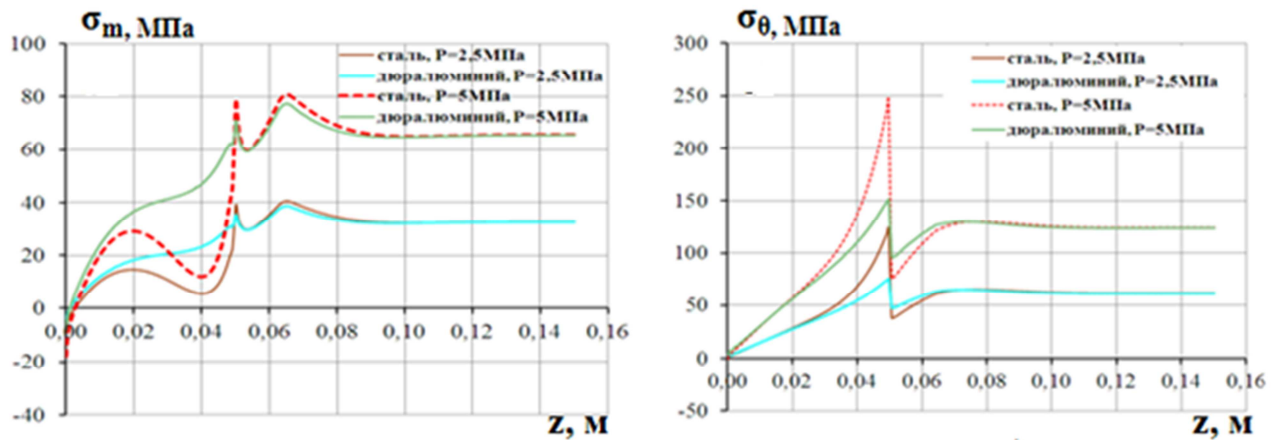 σm, МПа
100
80
60
40
20
0
-20
-40
0,00 0,02 0,04 0,06 0,08 0,10 0,12 0,14 0,16
сталь, P=2,5МПа
дюралюминий, P=2,5МПа
сталь, P=5МПа
дюралюминий, P=5МПа
z, м
σθ, МПа
300
250
200
150
100
50
0
-50
0,00 0,02 0,04 0,06 0,08 0,10 0,12 0,14 0,16
сталь, P=2,5МПа
дюралюминий, P=2,5МПа
сталь, P=5МПа
дюралюминий, P=5МПа
z, м